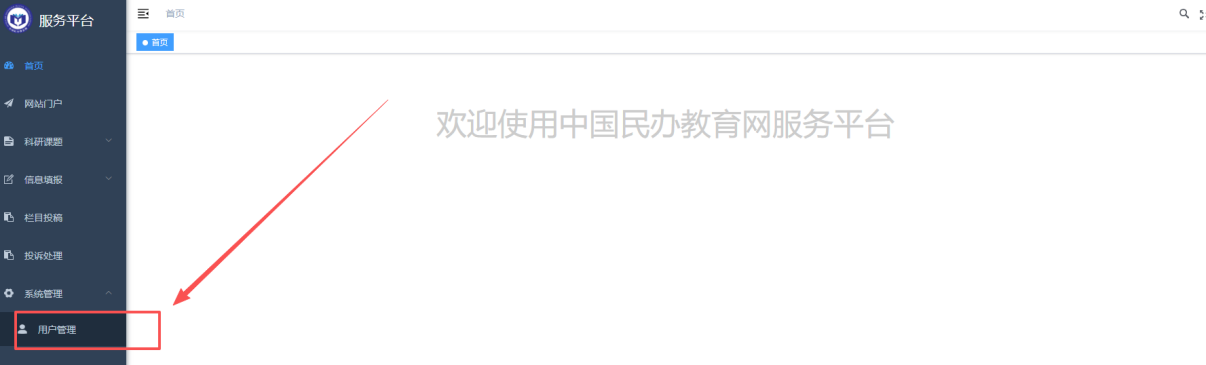 服务平台
首页
首页
首页
网站门户
科研课题
信息填报
栏目投稿
投诉处理
系统管理
用户管理
欢迎使用中国民办教育网服务平台